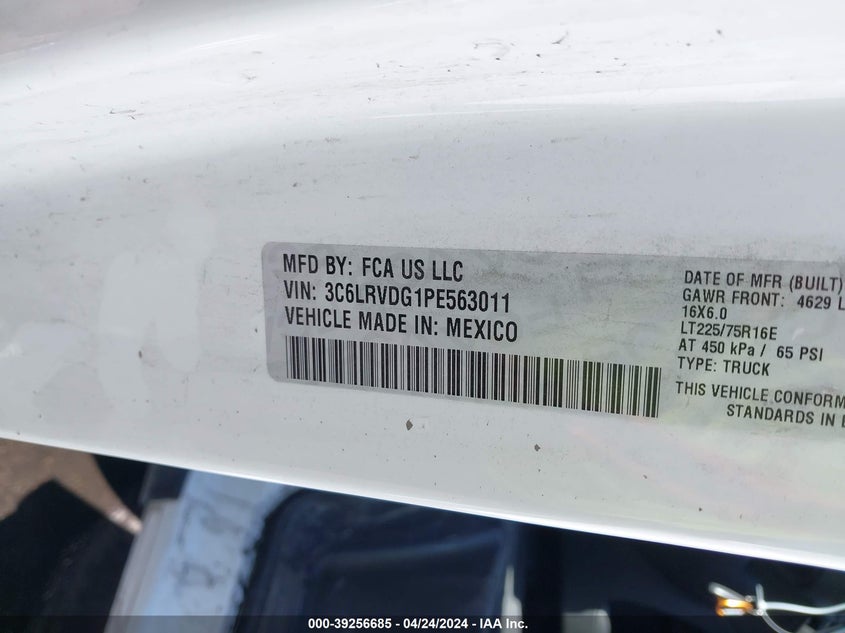 MFD BY: FCA US LLC
VIN: 3C6LRVDG1PE563011
VEHICLE MADE IN: MEXICO
DATE OF MFR (BUILT)
GAWR FRONT: 4629 L
16X6.0
LT225/75R16E
AT 450 kPa / 65 PSI
TYPE: TRUCK
THIS VEHICLE CONFORM
STANDARDS IN
000-39256685 - 04/24/2024 - IAA Inc.